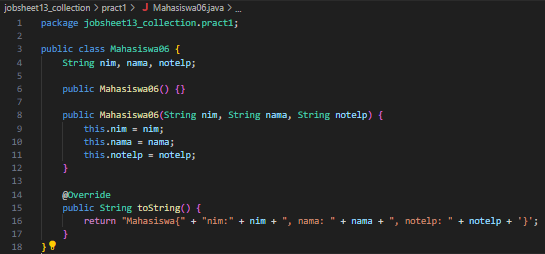 jobsheet13_collection > pract1 > J Mahasiswa06.java > ...
1 package jobsheet13_collection.pract1;
2
3 public class Mahasiswa06 {
4     String nim, nama, notelp;
5
6     public Mahasiswa06() {}
7
8     public Mahasiswa06(String nim, String nama, String notelp) {
9         this.nim = nim;
10         this.nama = nama;
11         this.notelp = notelp;
12     }
13
14     @Override
15     public String toString() {
16         return "Mahasiswa{" + "nim:" + nim + ", nama: " + nama + ", notelp: " + notelp + '}';
17     }
18 }